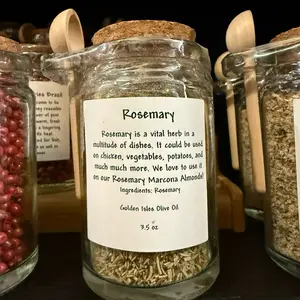 Rosemary
Rosemary is a vital herb in a
multitude of dishes. It could be used
on chicken, vegetables, potatoes, and
much much more. We love to use it
on our Rosemary Marcona Almonds!
Ingredients: Rosemary
Golden Isles Olive Oil
3.5 oz